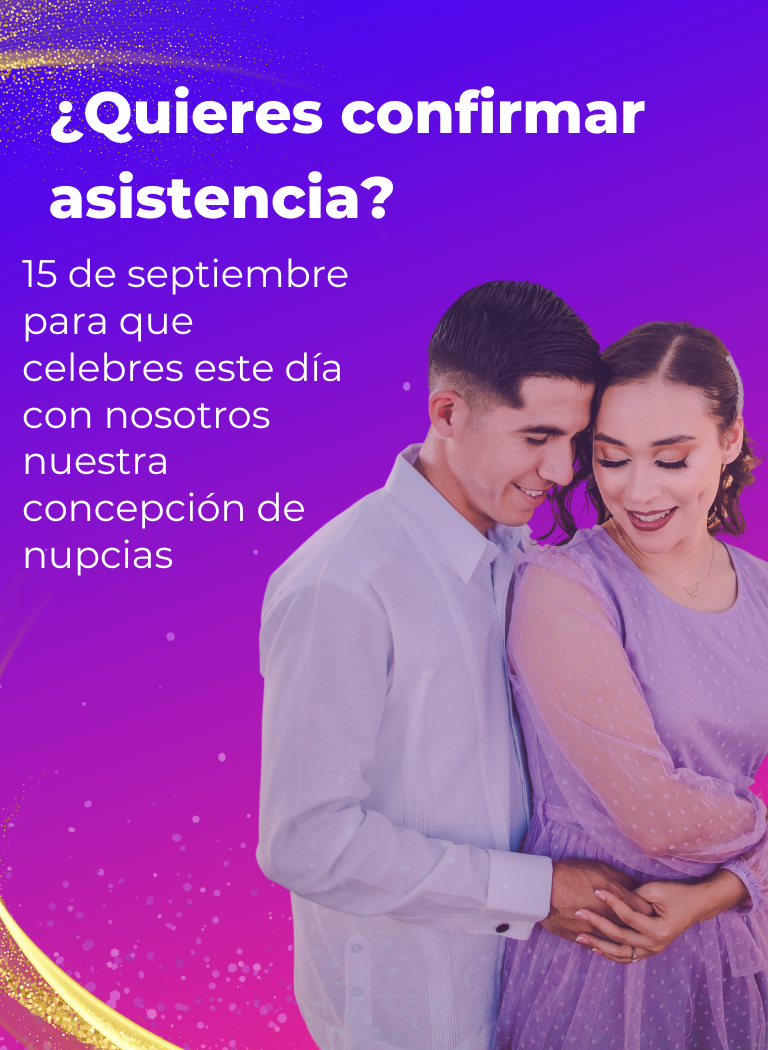 ¿Quieres confirmar
asistencia?
15 de septiembre
para que
celebres este día
con nosotros
nuestra
concepción de
nupcias